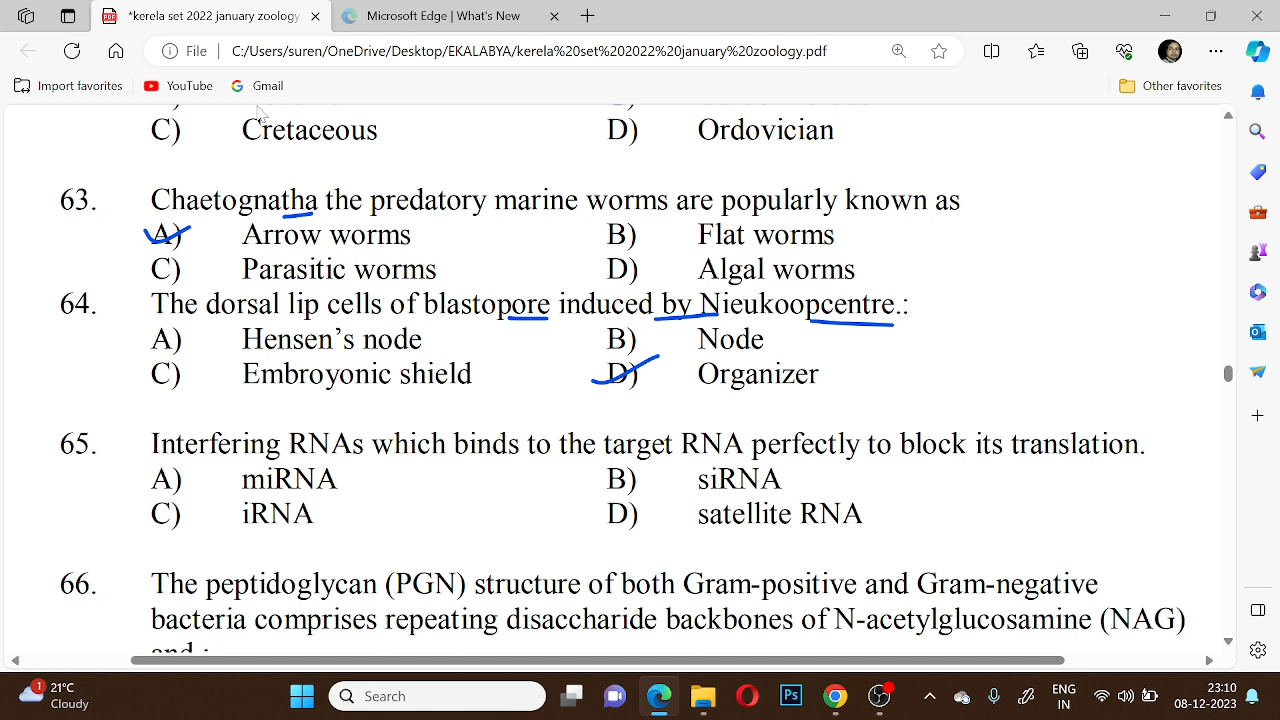 *kerela set 2022 january zoology
Microsoft Edge | What's New
File
C:/Users/suren/OneDrive/Desktop/EKALABYA/kerela%20set%202022%20january%20zoology.pdf
Import favorites
YouTube
Gmail
Other favorites
C) Cretaceous D) Ordovician
63. Chaetognatha the predatory marine worms are popularly known as
A) Arrow worms B) Flat worms
C) Parasitic worms D) Algal worms
64. The dorsal lip cells of blastopore induced by Nieukoopcentre.:
A) Hensen's node B) Node
C) Embroyonic shield D) Organizer
65. Interfering RNAs which binds to the target RNA perfectly to block its translation.
A) miRNA B) siRNA
C) iRNA D) satellite RNA
66. The peptidoglycan (PGN) structure of both Gram-positive and Gram-negative
bacteria comprises repeating disaccharide backbones of N-acetylglucosamine (NAG)
and :
1
21°C
Cloudy
Search
Ps
ENG
IN
23:10
08-12-2023